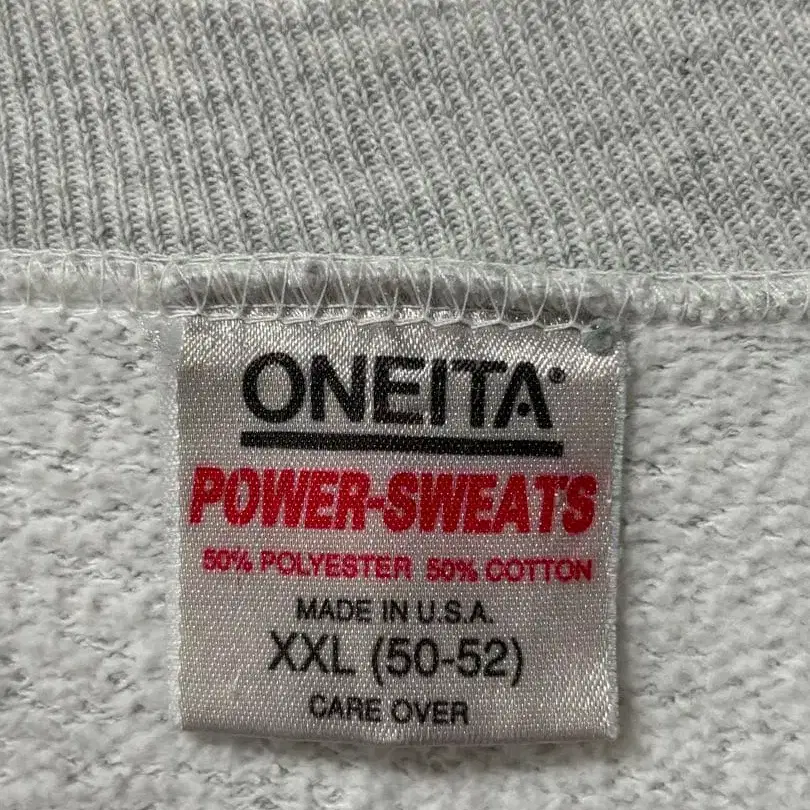 ONEITA®
POWER-SWEATS
50% POLYESTER 50% COTTON
MADE IN U.S.A.
XXL (50-52)
CARE OVER